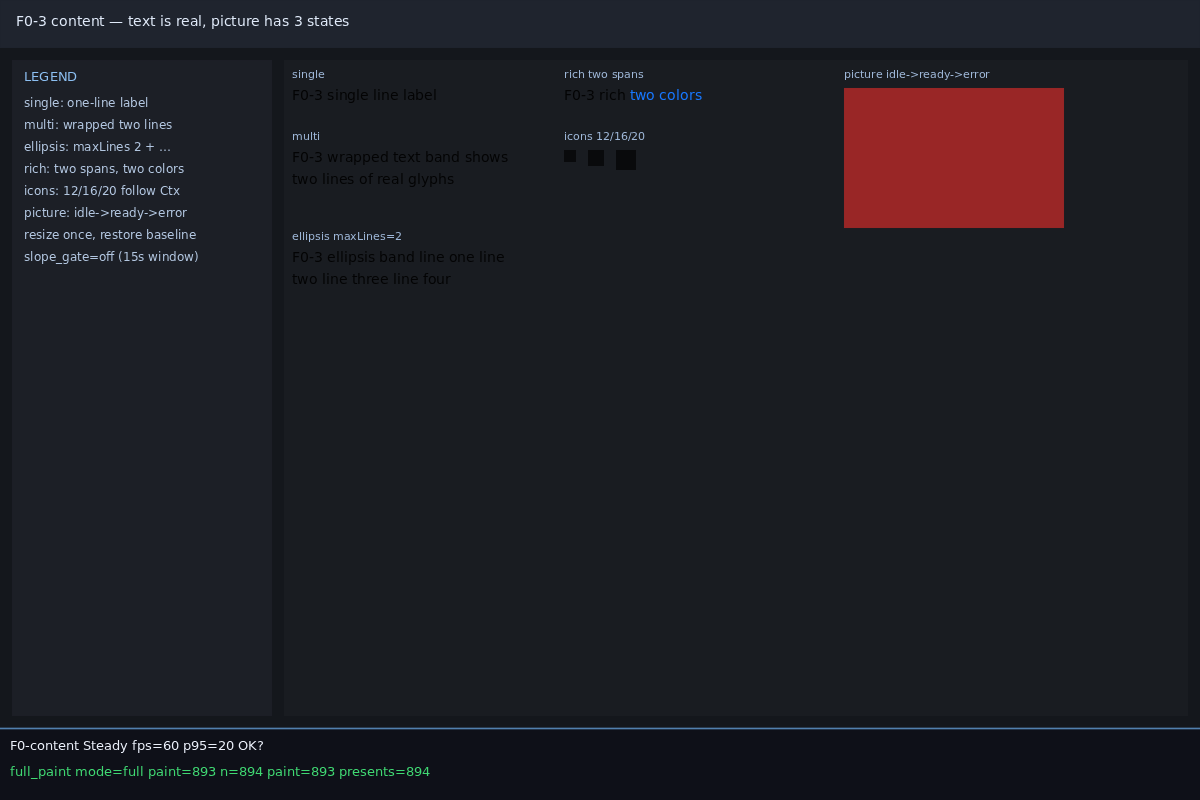 F0-3 content — text is real, picture has 3 states
LEGEND
single: one-line label
multi: wrapped two lines
ellipsis: maxLines 2 + …
rich: two spans, two colors
icons: 12/16/20 follow Ctx
picture: idle->ready->error
resize once, restore baseline
slope_gate=off (15s window)
single
F0-3 single line label
multi
F0-3 wrapped text band shows
two lines of real glyphs
ellipsis maxLines=2
F0-3 ellipsis band line one line
two line three line four
rich two spans
F0-3 rich two colors
icons 12/16/20
picture idle->ready->error
F0-content Steady fps=60 p95=20 OK?
full_paint mode=full paint=893 n=894 paint=893 presents=894